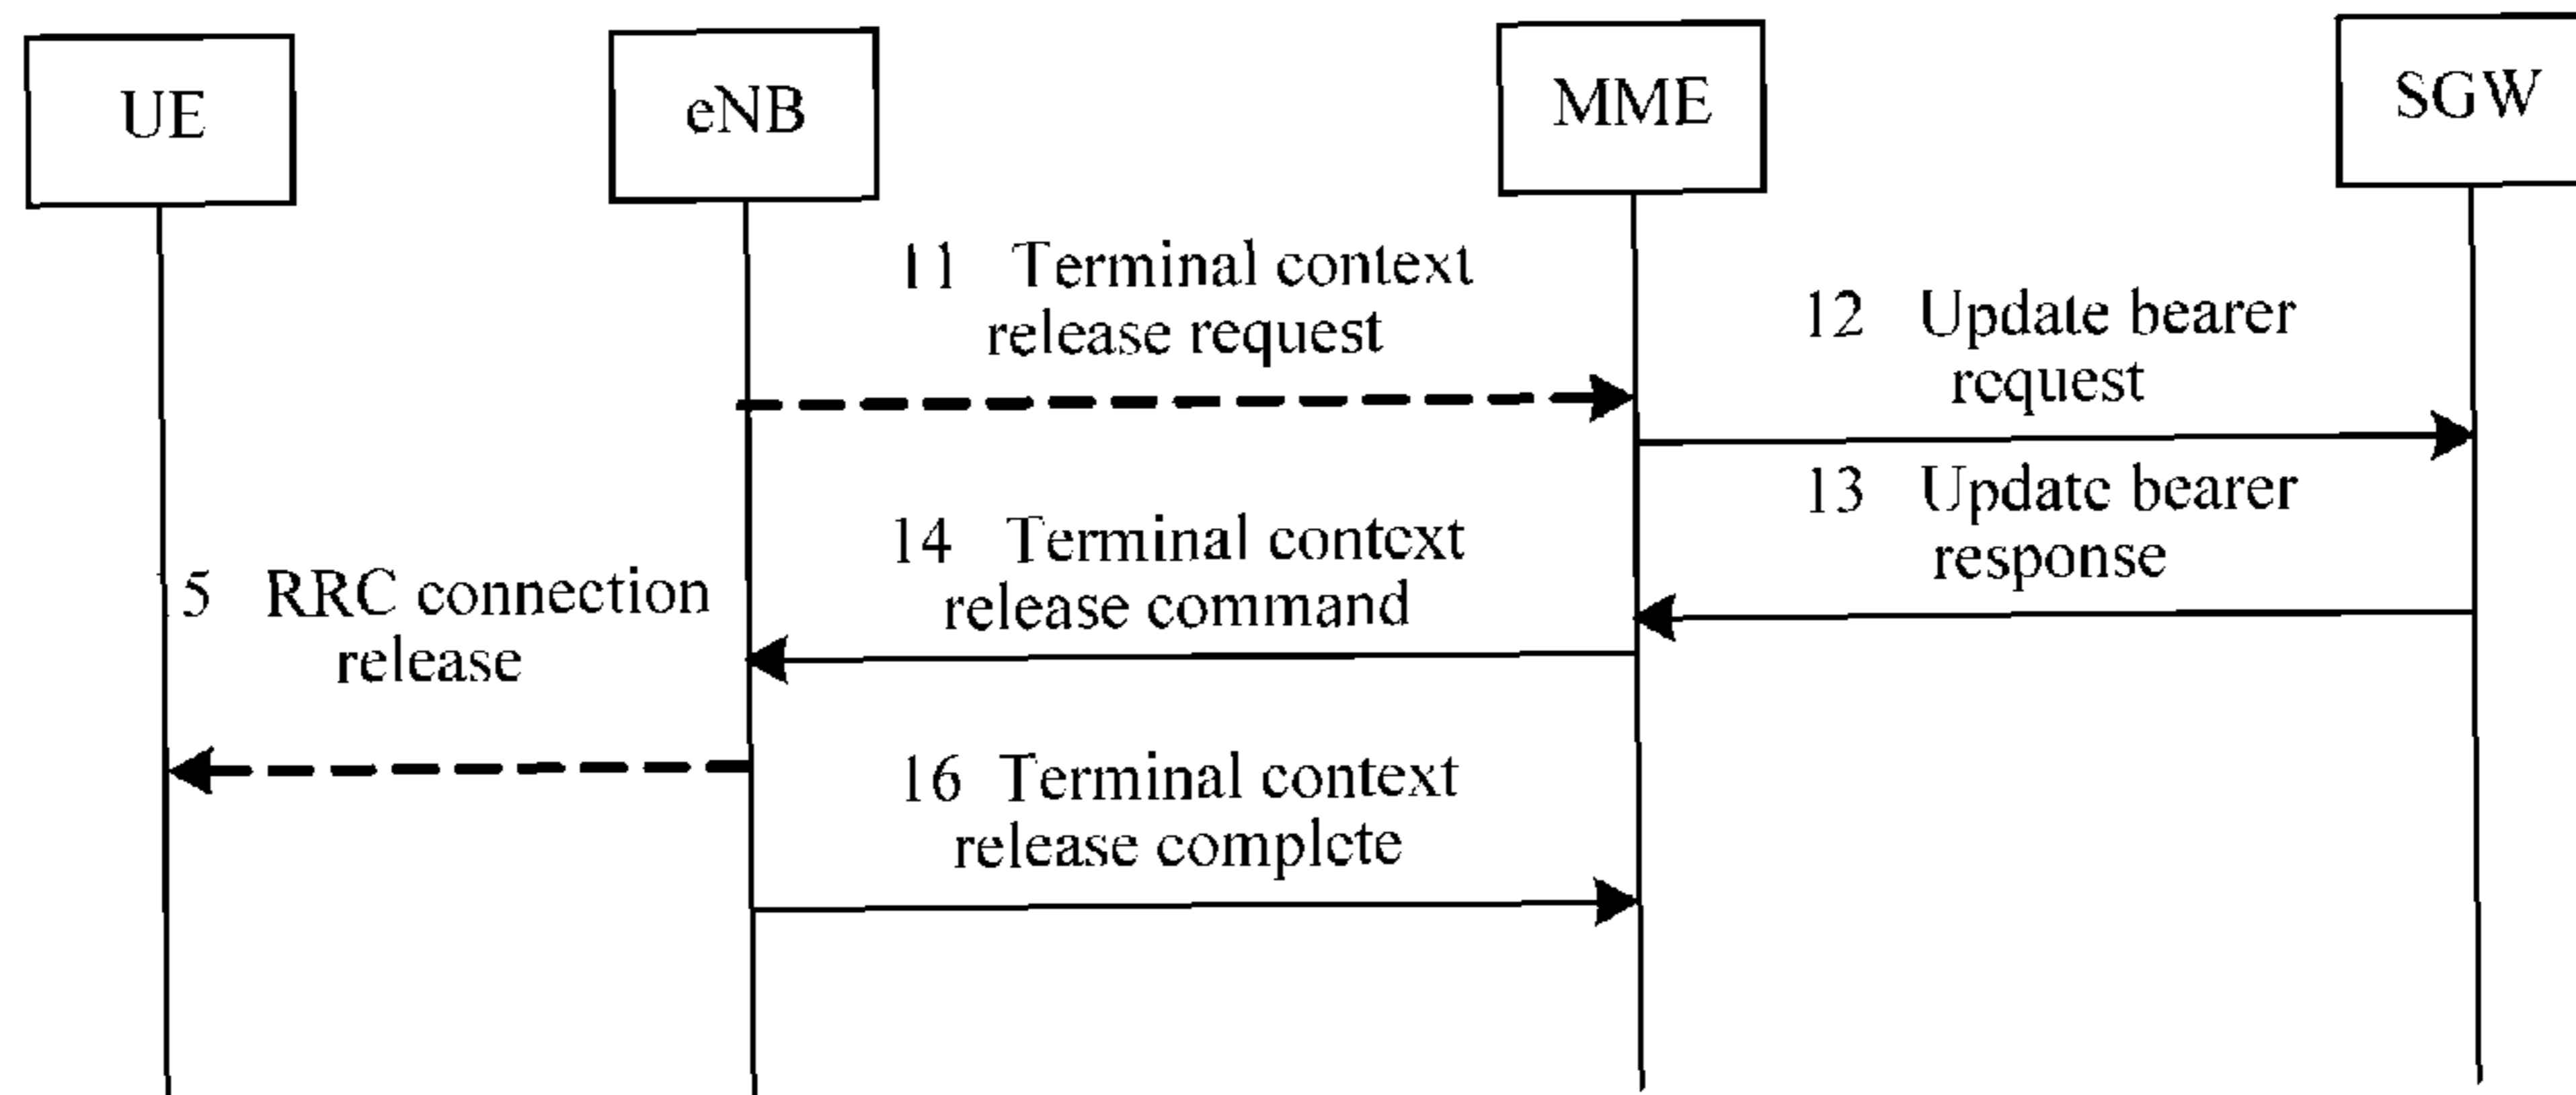 UE
eNB
MME
SGW
11 Terminal context
release request
12 Update bearer
request
13 Update bearer
response
14 Terminal context
release command
15 RRC connection
release
16 Terminal context
release complete